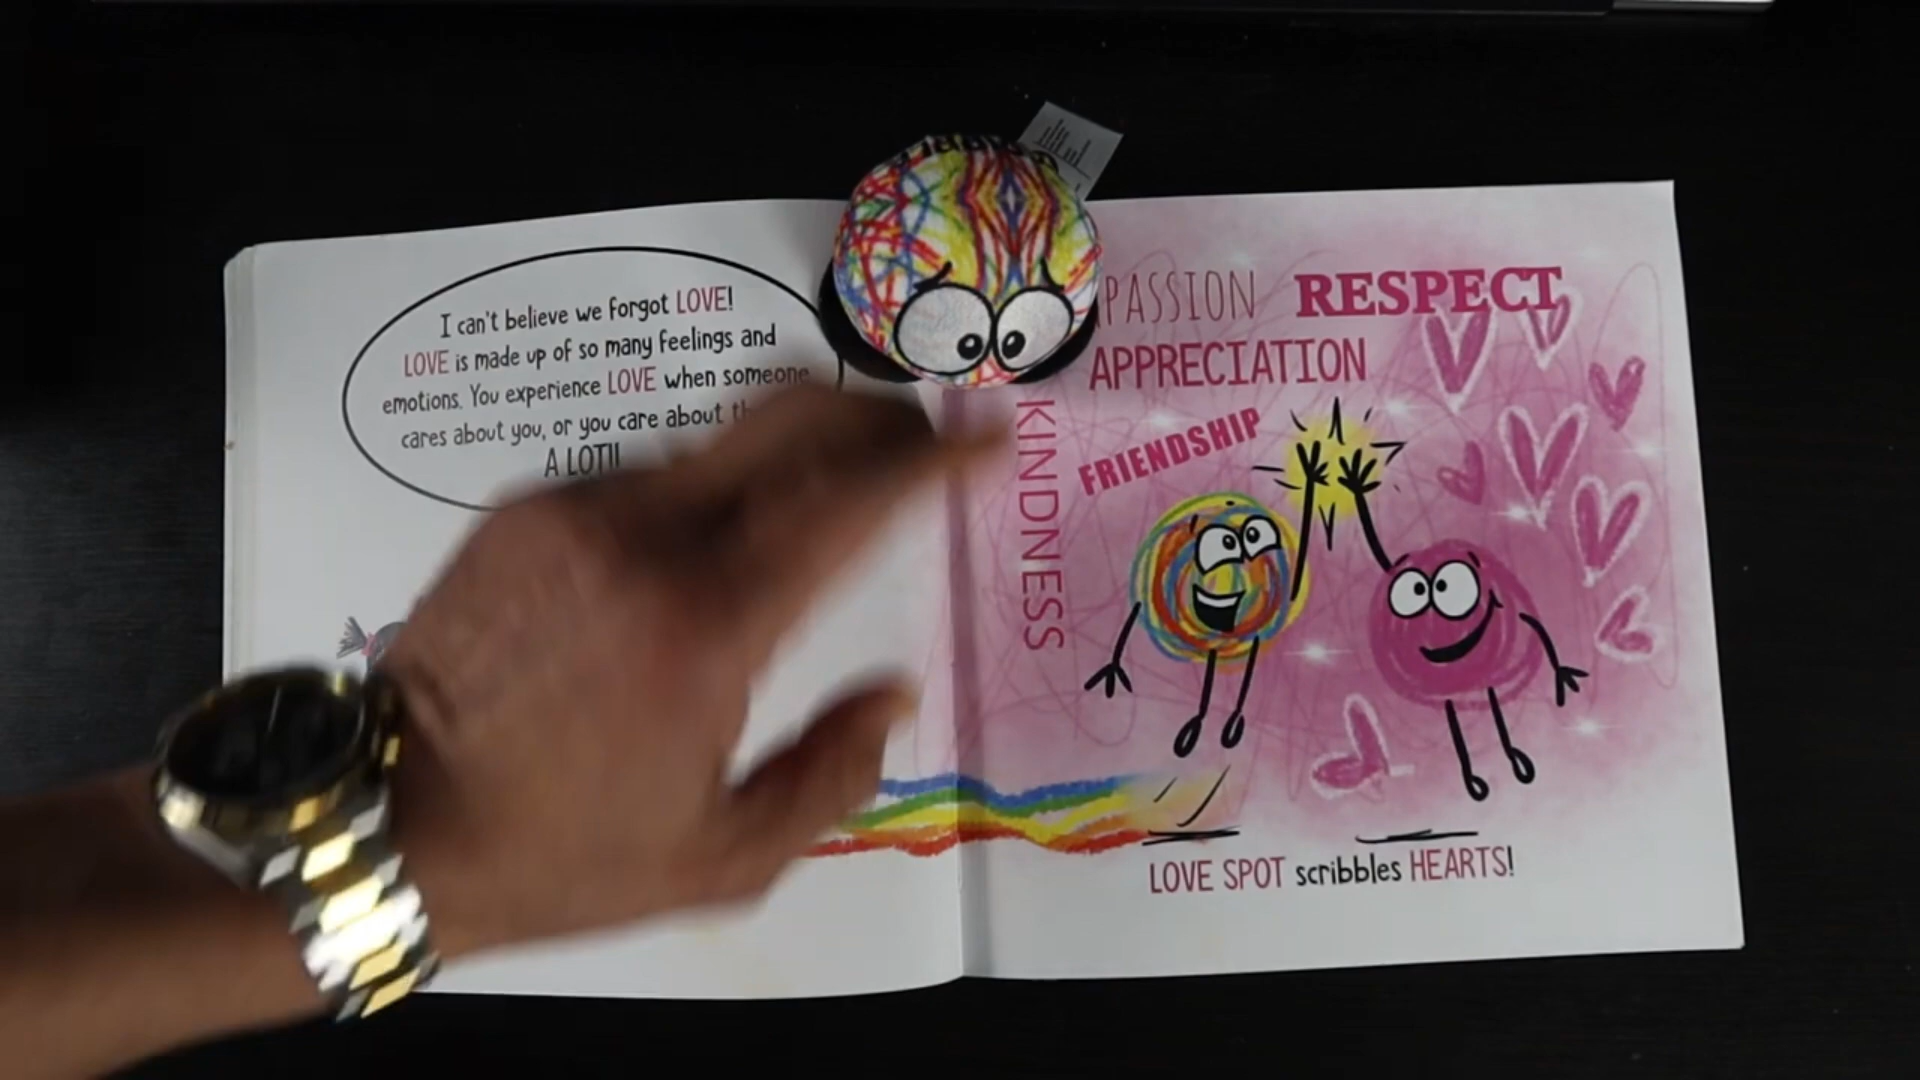 I can't believe we forgot LOVE!
LOVE is made up of so many feelings and
emotions. You experience LOVE when someone
cares about you, or you care about
A LOT!!
PASSION RESPECT
APPRECIATION
FRIENDSHIP
KINDNESS
LOVE SPOT scribbles HEARTS!